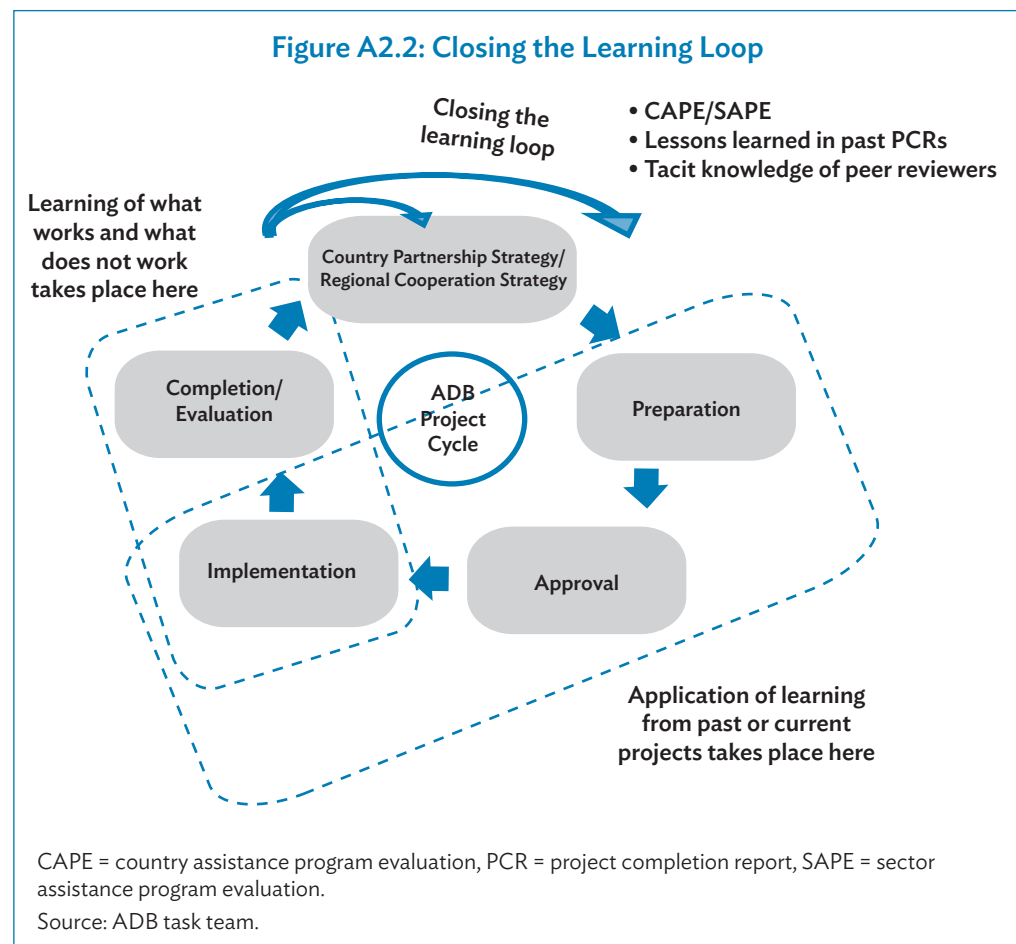 Figure A2.2: Closing the Learning Loop
Closing the
learning loop
• CAPE/SAPE
• Lessons learned in past PCRs
• Tacit knowledge of peer reviewers
Learning of what
works and what
does not work
takes place here
Country Partnership Strategy/
Regional Cooperation Strategy
Completion/
Evaluation
ADB
Project
Cycle
Preparation
Implementation
Approval
Application of learning
from past or current
projects takes place here
CAPE = country assistance program evaluation, PCR = project completion report, SAPE = sector
assistance program evaluation.
Source: ADB task team.